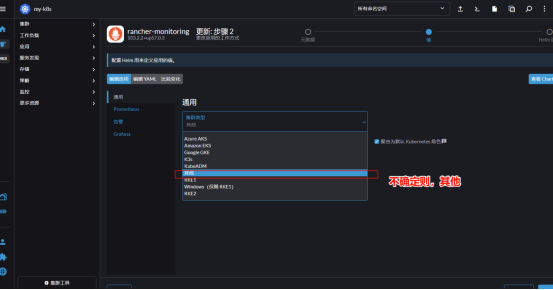 my-k8s
所有命名空间
集群
工作负载
应用
服务发现
存储
策略
监控
更多资源
rancher-monitoring
更新: 步骤 2
103.2.2+up57.0.3
更改应用的工作方式
元数据
值
配置 Helm 用来定义应用的值。
编辑选项
编辑 YAML
比较变化
查看 Chart
通用
Prometheus
告警
Grafana
通用
集群类型
其他
Azure AKS
Amazon EKS
Google GKE
K3s
KubeADM
其他
RKE1
Windows（仅限 RKE1）
RKE2
聚合为默认 Kubernetes 角色
不确定则，其他
集群工具